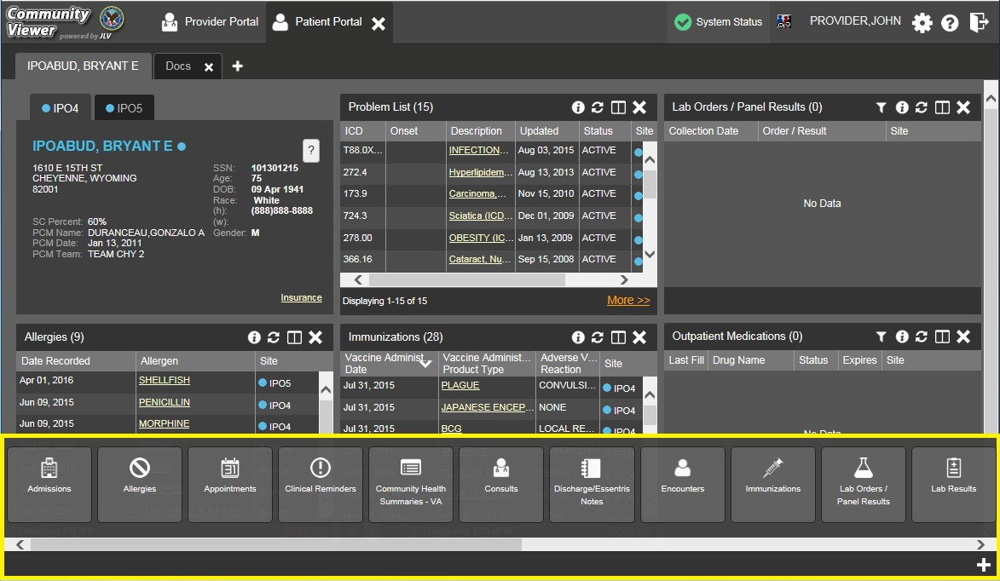 Community Viewer powered by JLV
Provider Portal
Patient Portal
System Status
PROVIDER,JOHN
IPOABUD, BRYANT E
Docs
IPO4
IPO5
IPOABUD, BRYANT E
?
1610 E 15TH ST
CHEYENNE, WYOMING
82001
SSN: 101301215
Age: 75
DOB: 09 Apr 1941
Race: White
(h): (888)888-8888
(w):
Gender: M
SC Percent: 60%
PCM Name: DURANCEAU,GONZALO A
PCM Date: Jan 13, 2011
PCM Team: TEAM CHY 2
Insurance
Problem List (15)
ICD Onset Description Updated Status Site
T88.0X... INFECTION... Aug 03, 2015 ACTIVE
272.4 Hyperlipidem... Aug 13, 2013 ACTIVE
173.9 Carcinoma,... Nov 15, 2010 ACTIVE
724.3 Sciatica (ICD... Dec 01, 2009 ACTIVE
278.00 OBESITY (IC... Jan 13, 2009 ACTIVE
366.16 Cataract, Nu... Sep 15, 2008 ACTIVE
Displaying 1-15 of 15
More >>
Lab Orders / Panel Results (0)
Collection Date Order / Result Site
No Data
Allergies (9)
Date Recorded Allergen Site
Apr 01, 2016 SHELLFISH IPO5
Jun 09, 2015 PENICILLIN IPO4
Jun 09, 2015 MORPHINE IPO4
Immunizations (28)
Vaccine Administ... Date
Vaccine Administ... Product Type
Adverse V... Reaction
Site
Jul 31, 2015 PLAGUE CONVULSI... IPO4
Jul 31, 2015 JAPANESE ENCEP... NONE IPO4
Jul 31, 2015 BCG LOCAL RE... IPO4
Outpatient Medications (0)
Last Fill Drug Name Status Expires Site
No Data
Admissions
Allergies
Appointments
31
Clinical Reminders
Community Health
Summaries - VA
Consults
Discharge/Essentris
Notes
Encounters
Immunizations
Lab Orders /
Panel Results
Lab Results